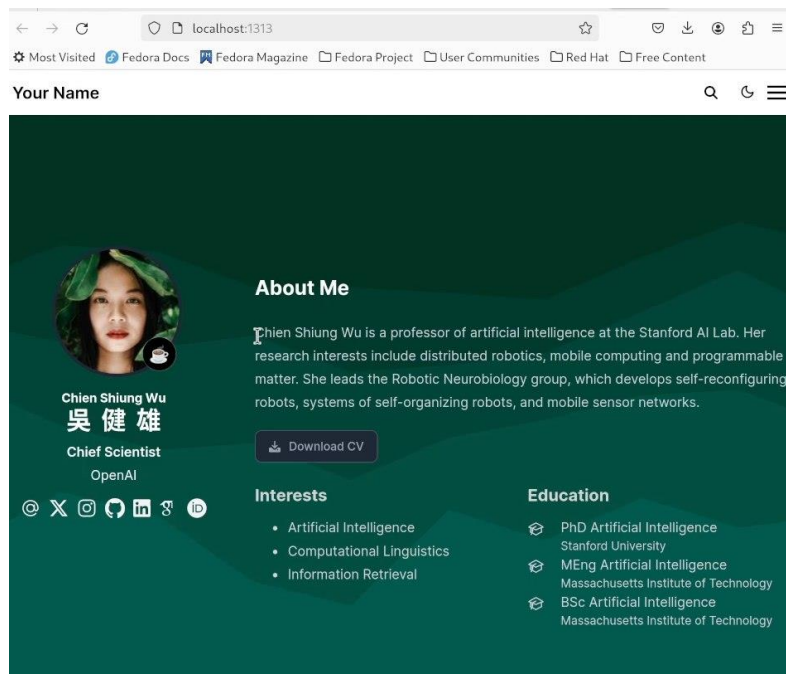 localhost:1313
Most Visited Fedora Docs Fedora Magazine Fedora Project User Communities Red Hat Free Content
Your Name
About Me
Chien Shiung Wu is a professor of artificial intelligence at the Stanford AI Lab. Her
research interests include distributed robotics, mobile computing and programmable
matter. She leads the Robotic Neurobiology group, which develops self-reconfiguring
robots, systems of self-organizing robots, and mobile sensor networks.
Chien Shiung Wu
吳健雄
Chief Scientist
OpenAI
Download CV
Interests
Artificial Intelligence
Computational Linguistics
Information Retrieval
Education
PhD Artificial Intelligence
Stanford University
MEng Artificial Intelligence
Massachusetts Institute of Technology
BSc Artificial Intelligence
Massachusetts Institute of Technology